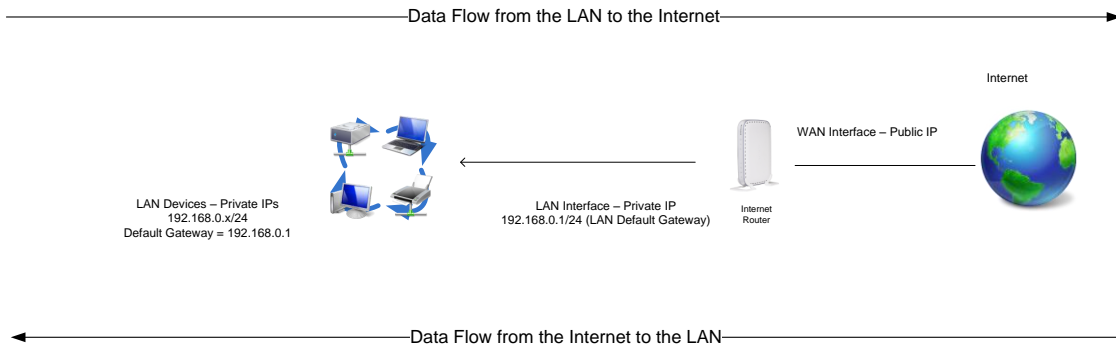 Data Flow from the LAN to the Internet
Internet
WAN Interface – Public IP
LAN Devices – Private IPs
192.168.0.x/24
Default Gateway = 192.168.0.1
LAN Interface – Private IP
192.168.0.1/24 (LAN Default Gateway)
Internet
Router
Data Flow from the Internet to the LAN